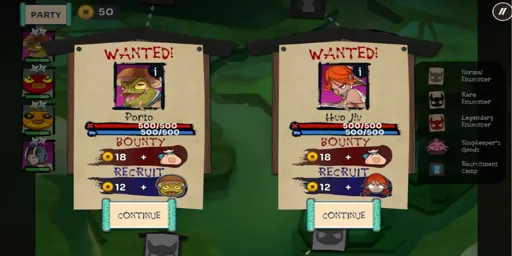 PARTY 50
WANTED!
Porto
500/500
500/500
BOUNTY
18 +
RECRUIT
12 +
CONTINUE
WANTED!
Huo Jiu
500/500
500/500
BOUNTY
18 +
RECRUIT
12 +
CONTINUE
Normal
Encounter
Rare
Encounter
Legendary
Encounter
Shopkeeper's
Goods
Recruitment
Camp